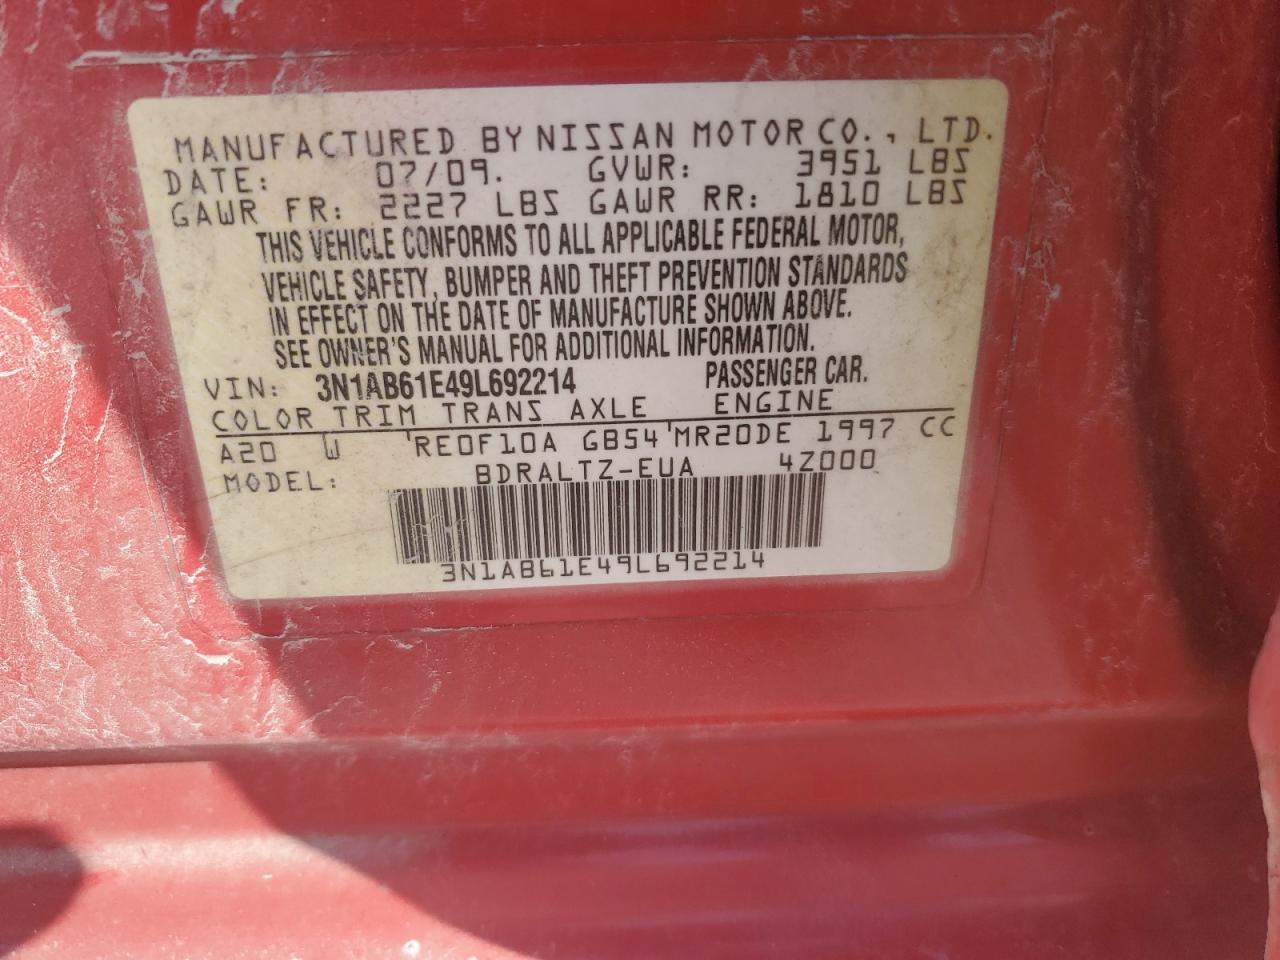 MANUFACTURED BY NISSAN MOTOR CO., LTD.
DATE: 07/09. GVWR: 3951 LBS
GAWR FR: 2227 LBS GAWR RR: 1810 LBS
THIS VEHICLE CONFORMS TO ALL APPLICABLE FEDERAL MOTOR,
VEHICLE SAFETY, BUMPER AND THEFT PREVENTION STANDARDS
IN EFFECT ON THE DATE OF MANUFACTURE SHOWN ABOVE.
SEE OWNER'S MANUAL FOR ADDITIONAL INFORMATION.
VIN: 3N1AB61E49L692214 PASSENGER CAR.
COLOR TRIM TRANS AXLE ENGINE
A20 W 'RE0F10A GB54'MR20DE 1997 CC
MODEL: BDRALTZ-EUA 4Z000
3N1AB61E49L692214